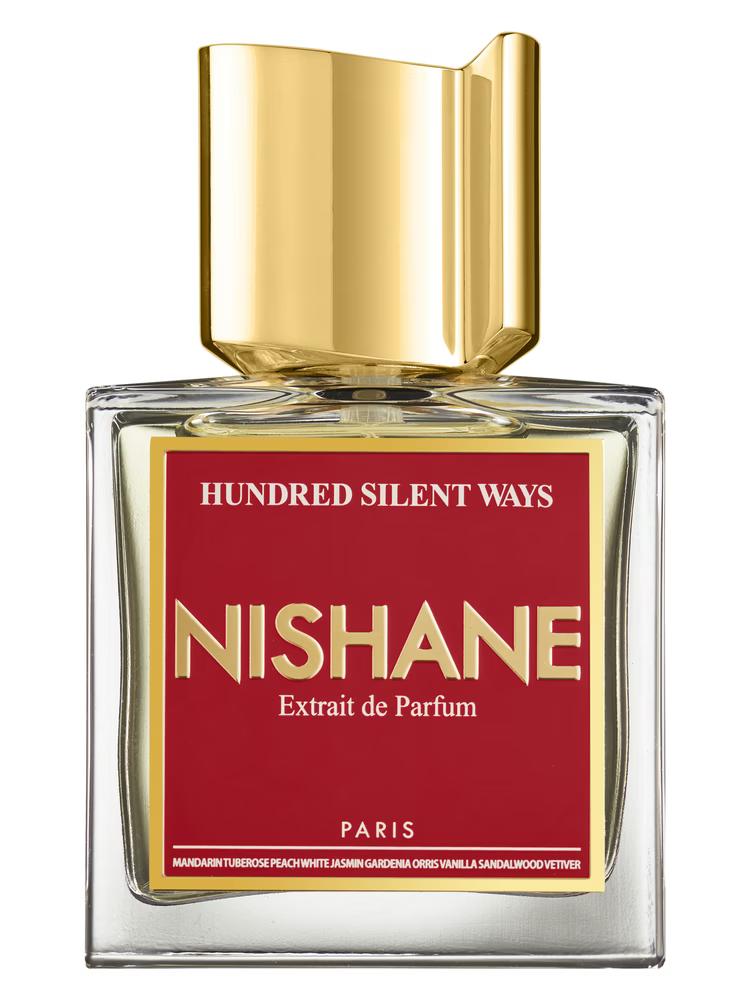 HUNDRED SILENT WAYS
NISHANE
Extrait de Parfum
PARIS
MANDARIN TUBEROSE PEACH WHITE JASMIN GARDENIA ORRIS VANILLA SANDALWOOD VETIVER